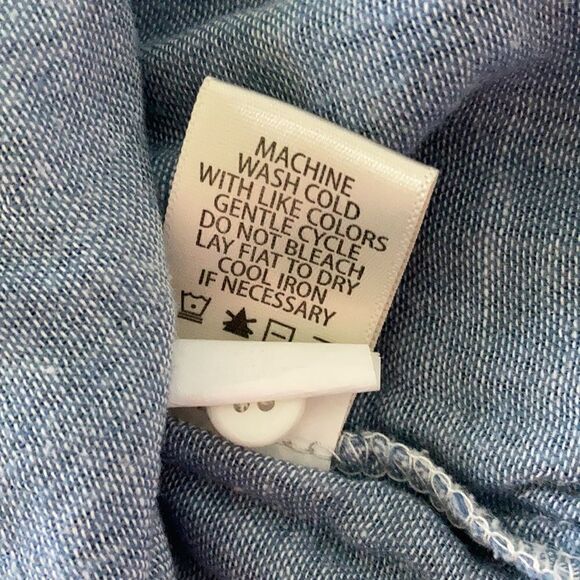 MACHINE
WASH COLD
WITH LIKE COLORS
GENTLE CYCLE
DO NOT BLEACH
LAY FIAT TO DRY
COOL IRON
IF NECESSARY